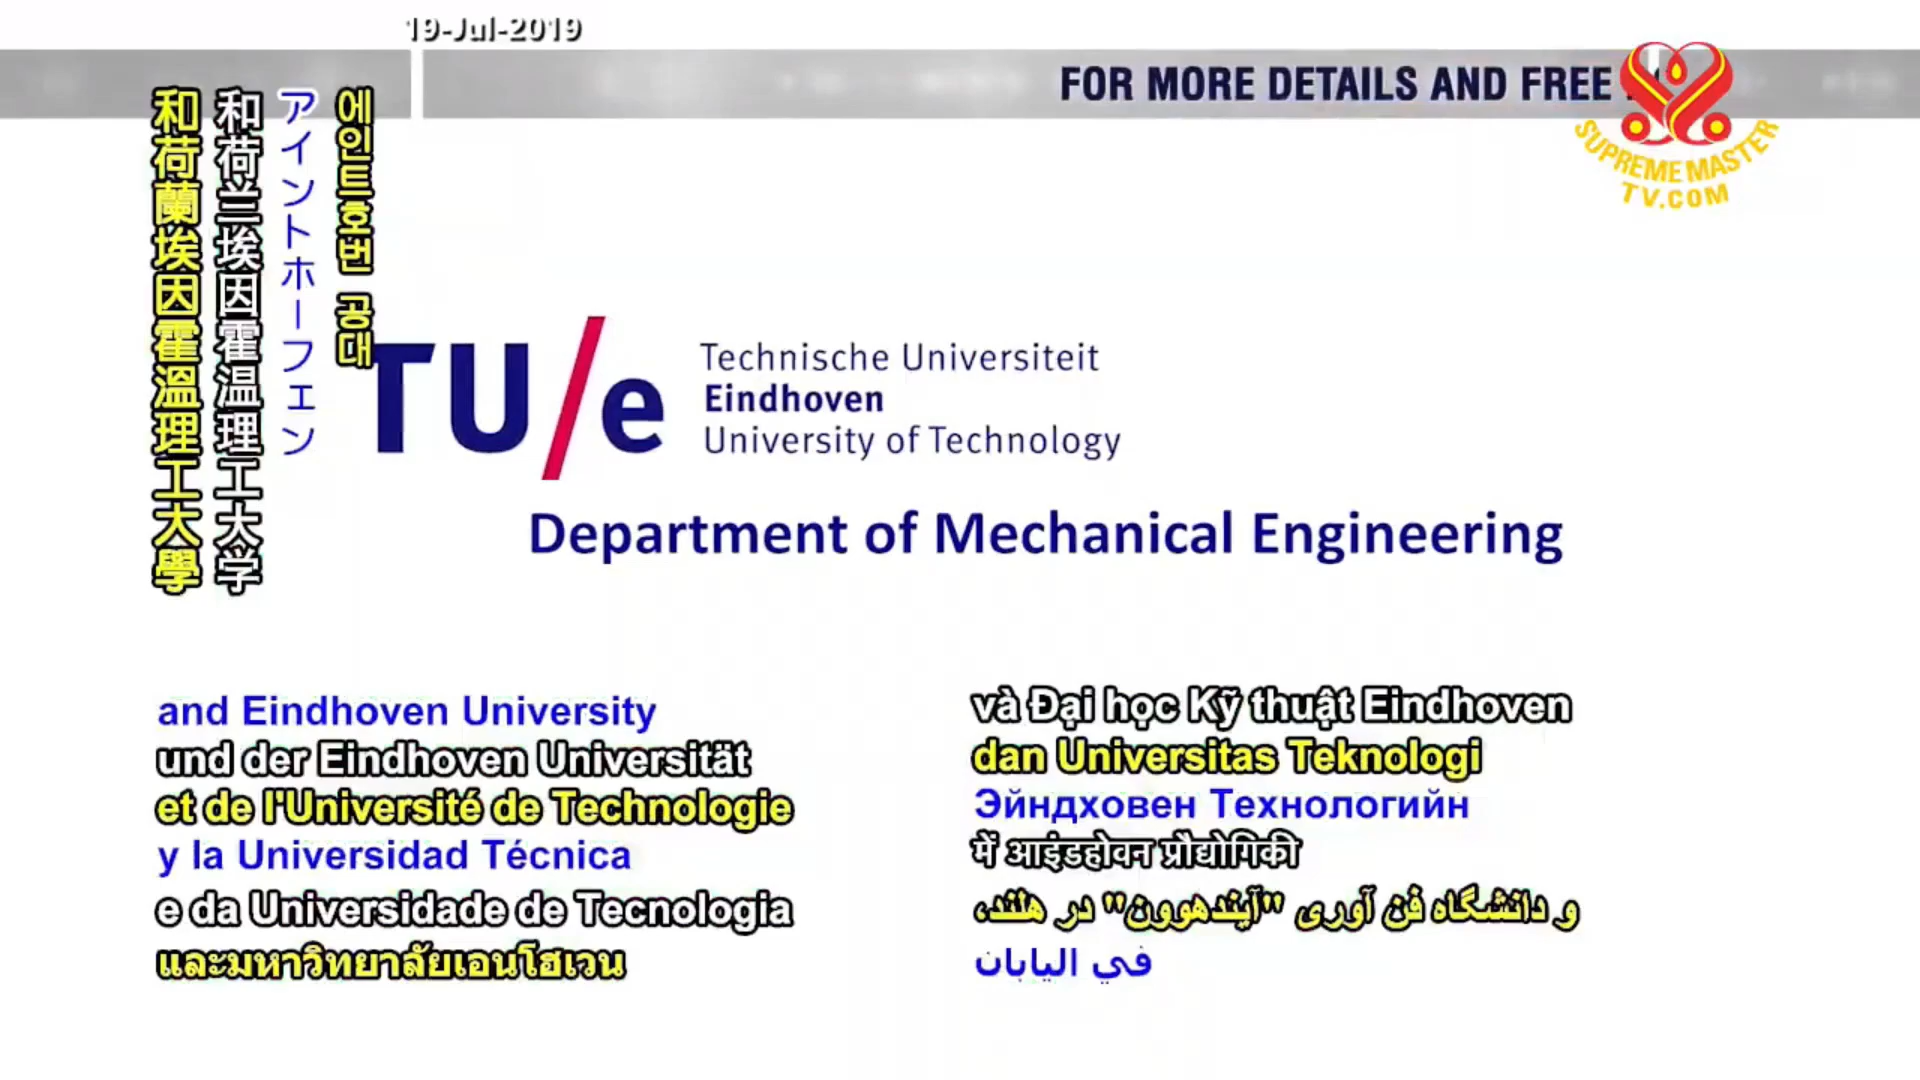 19-Jul-2019
FOR MORE DETAILS AND FREE
SUPREME MASTER
TV.COM
和荷蘭埃因霍溫理工大學
和荷兰埃因霍温理工大学
アイントホーフェン
에인트호번 공대
TU/e
Technische Universiteit
Eindhoven
University of Technology
Department of Mechanical Engineering
and Eindhoven University
und der Eindhoven Universität
et de l'Université de Technologie
y la Universidad Técnica
e da Universidade de Tecnologia
และมหาวิทยาลัยเอนโฮเวน
và Đại học Kỹ thuật Eindhoven
dan Universitas Teknologi
Эйндховен Технологийн
में आइंडहोवन प्रौद्योगिकी
و دانشگاه فن آوری "آیندهوون" در هلند،
في اليابان